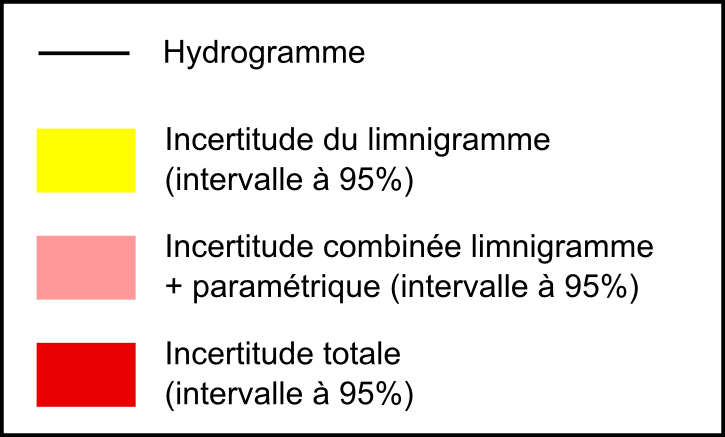 Hydrogramme
Incertitude du limnigramme
(intervalle à 95%)
Incertitude combinée limnigramme
+ paramétrique (intervalle à 95%)
Incertitude totale
(intervalle à 95%)